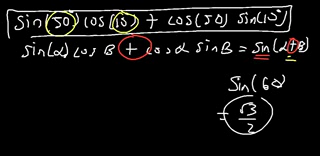 Sin(50°) cos(10°) + cos(50) sin(10°)
sin(α) cos B + cos α sin B = sin(α+B)
Sin(60)
= √3/2